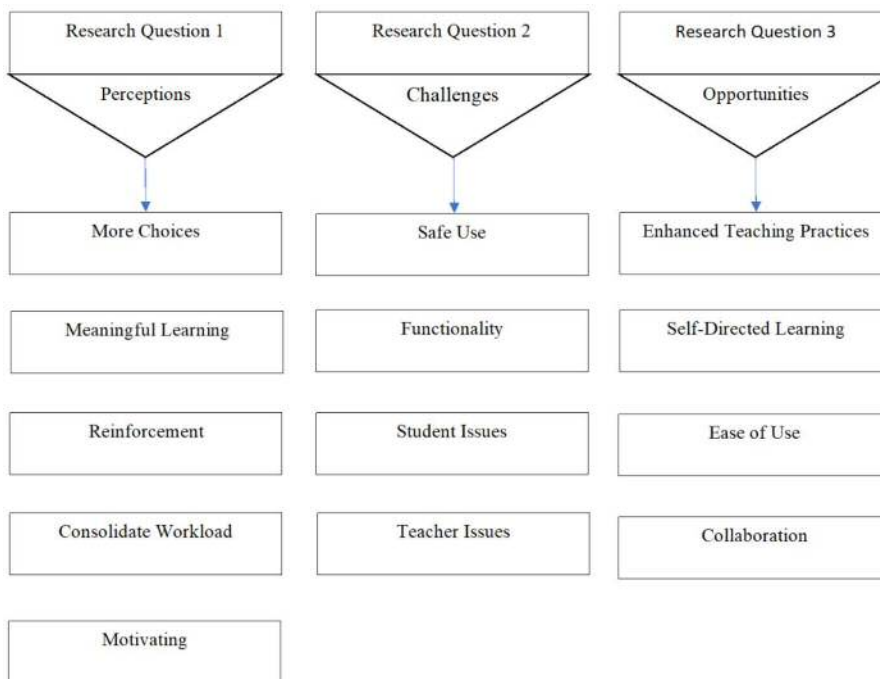 Research Question 1
Research Question 2
Research Question 3
Perceptions
Challenges
Opportunities
More Choices
Safe Use
Enhanced Teaching Practices
Meaningful Learning
Functionality
Self-Directed Learning
Reinforcement
Student Issues
Ease of Use
Consolidate Workload
Teacher Issues
Collaboration
Motivating